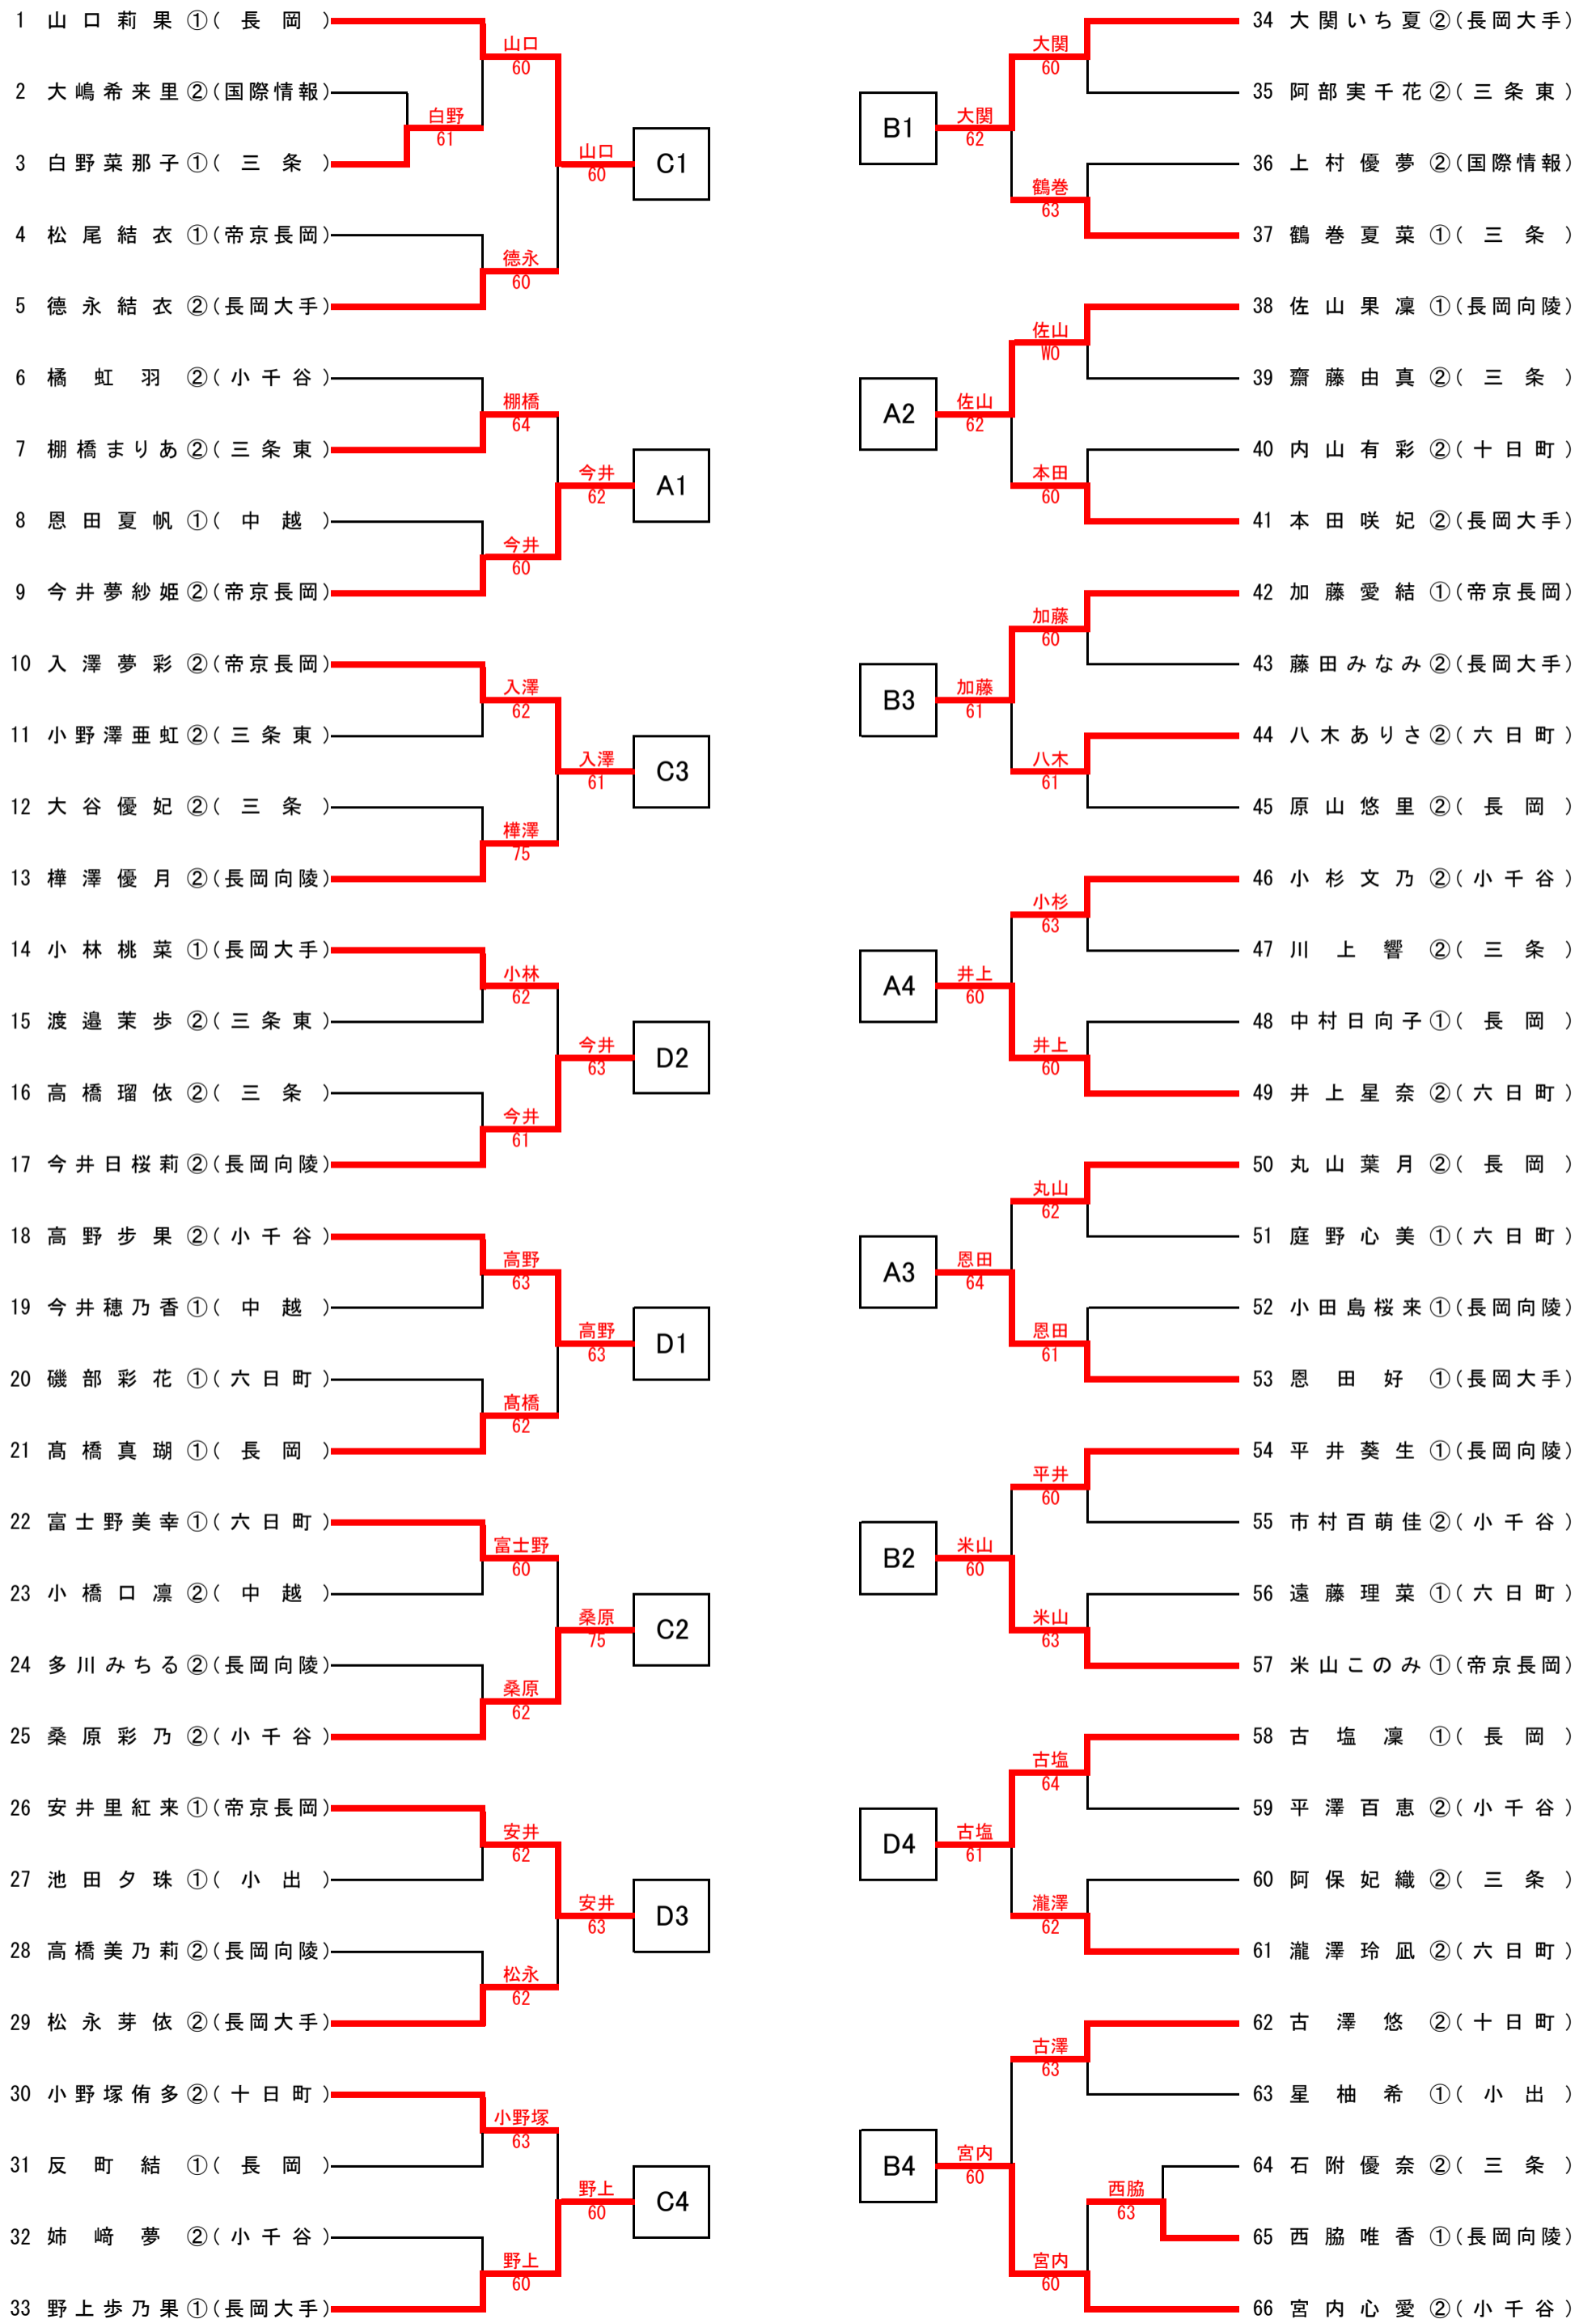 1 山口莉果 ①( 長岡 )
山口
60
2 大嶋希来里 ②(国際情報)
白野
61
3 白野菜那子 ①( 三条 )
山口
60
C1
4 松尾結衣 ①(帝京長岡)
徳永
60
5 德永結衣 ②(長岡大手)
6 橘虹羽 ②(小千谷)
棚橋
64
7 棚橋まりあ ②(三条東)
今井
62
A1
8 恩田夏帆 ①( 中越 )
今井
60
9 今井夢紗姫 ②(帝京長岡)
10 入澤夢彩 ②(帝京長岡)
入澤
62
11 小野澤亜虹 ②(三条東)
入澤
61
C3
12 大谷優妃 ②( 三条 )
樺澤
75
13 樺澤優月 ②(長岡向陵)
14 小林桃菜 ①(長岡大手)
小林
62
15 渡邉茉歩 ②(三条東)
今井
63
D2
16 高橋瑠依 ②( 三条 )
今井
61
17 今井日桜莉 ②(長岡向陵)
18 高野歩果 ②(小千谷)
高野
63
19 今井穂乃香 ①( 中越 )
高野
63
D1
20 磯部彩花 ①(六日町)
髙橋
62
21 髙橋真瑚 ①( 長岡 )
22 富士野美幸 ①(六日町)
富士野
60
23 小橋口凛 ②( 中越 )
桑原
75
C2
24 多川みちる ②(長岡向陵)
桑原
62
25 桑原彩乃 ②(小千谷)
26 安井里紅来 ①(帝京長岡)
安井
62
27 池田夕珠 ①( 小出 )
安井
63
D3
28 高橋美乃莉 ②(長岡向陵)
松永
62
29 松永芽依 ②(長岡大手)
30 小野塚侑多 ②(十日町)
小野塚
63
31 反町結 ①( 長岡 )
野上
60
C4
32 姉﨑夢 ②(小千谷)
野上
60
33 野上歩乃果 ①(長岡大手)
34 大関いち夏 ②(長岡大手)
大関
60
35 阿部実千花 ②(三条東)
B1
大関
62
36 上村優夢 ②(国際情報)
鶴巻
63
37 鶴巻夏菜 ①( 三条 )
38 佐山果凜 ①(長岡向陵)
佐山
WO
39 齋藤由真 ②( 三条 )
A2
佐山
62
40 内山有彩 ②(十日町)
本田
60
41 本田咲妃 ②(長岡大手)
42 加藤愛結 ①(帝京長岡)
加藤
60
43 藤田みなみ ②(長岡大手)
B3
加藤
61
44 八木ありさ ②(六日町)
八木
61
45 原山悠里 ②( 長岡 )
46 小杉文乃 ②(小千谷)
小杉
63
47 川上響 ②( 三条 )
A4
井上
60
48 中村日向子 ①( 長岡 )
井上
60
49 井上星奈 ②(六日町)
50 丸山葉月 ②( 長岡 )
丸山
62
51 庭野心美 ①(六日町)
A3
恩田
64
52 小田島桜来 ①(長岡向陵)
恩田
61
53 恩田好 ①(長岡大手)
54 平井葵生 ①(長岡向陵)
平井
60
55 市村百萌佳 ②(小千谷)
B2
米山
60
56 遠藤理菜 ①(六日町)
米山
63
57 米山このみ ①(帝京長岡)
58 古塩凜 ①( 長岡 )
古塩
64
59 平澤百恵 ②(小千谷)
D4
古塩
61
60 阿保妃織 ②( 三条 )
瀧澤
62
61 瀧澤玲凪 ②(六日町)
62 古澤悠 ②(十日町)
古澤
63
63 星柚希 ①( 小出 )
B4
宮内
60
64 石附優奈 ②( 三条 )
西脇
63
65 西脇唯香 ①(長岡向陵)
宮内
60
66 宮内心愛 ②(小千谷)